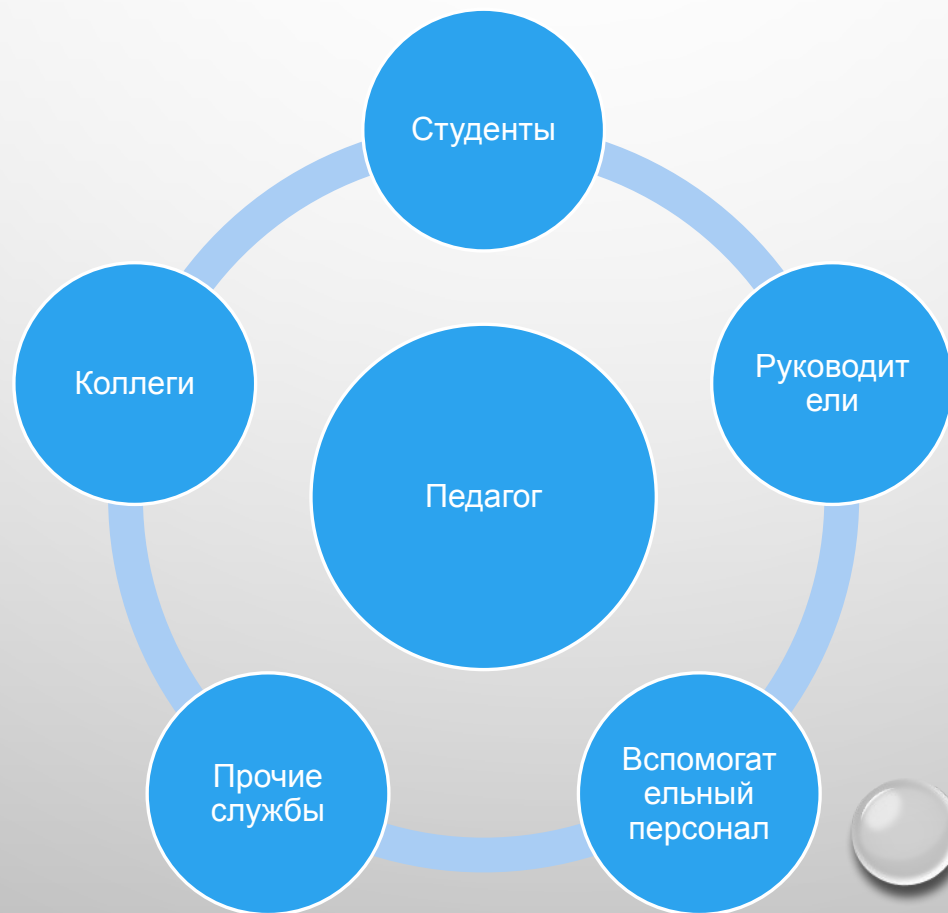 Студенты
Коллеги
Руководит
ели
Педагог
Прочие
службы
Вспомогат
ельный
персонал